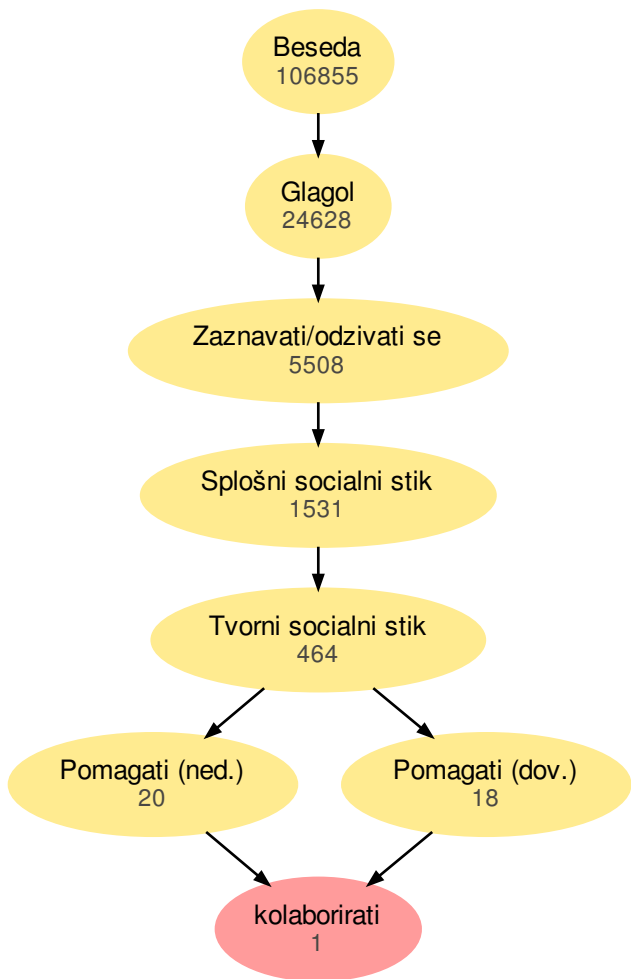 Beseda
106855
Glagol
24628
Zaznavati/odzivati se
5508
Splošni socialni stik
1531
Tvorni socialni stik
464
Pomagati (ned.)
20
Pomagati (dov.)
18
kolaborirati
1